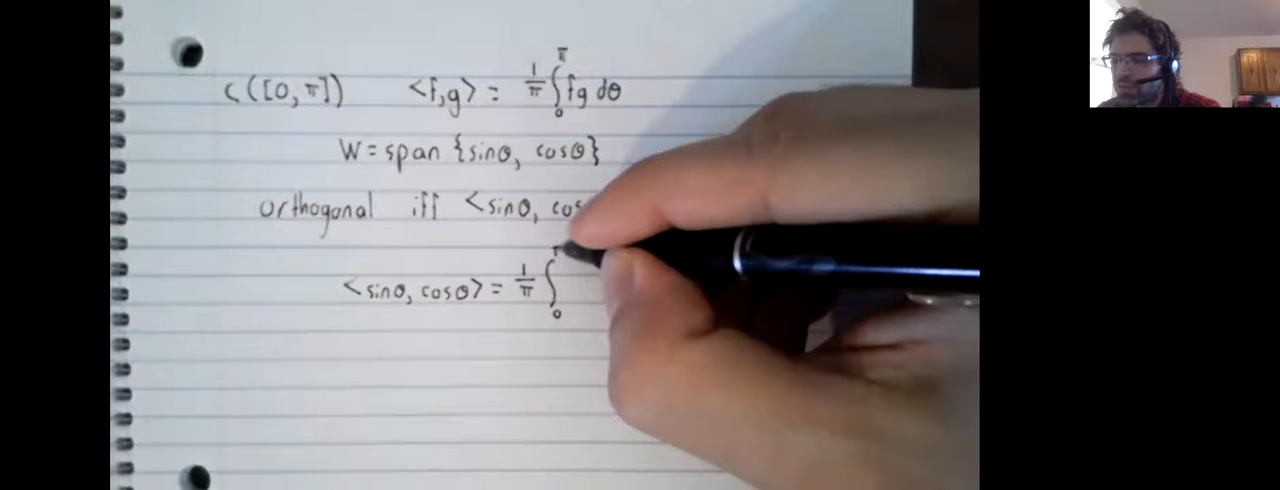 C([0,π]) <f,g> = 1/π ∫₀^π fg dθ
W = span {sinθ, cosθ}
orthogonal iff <sinθ, cos
<sinθ, cosθ> = 1/π ∫₀